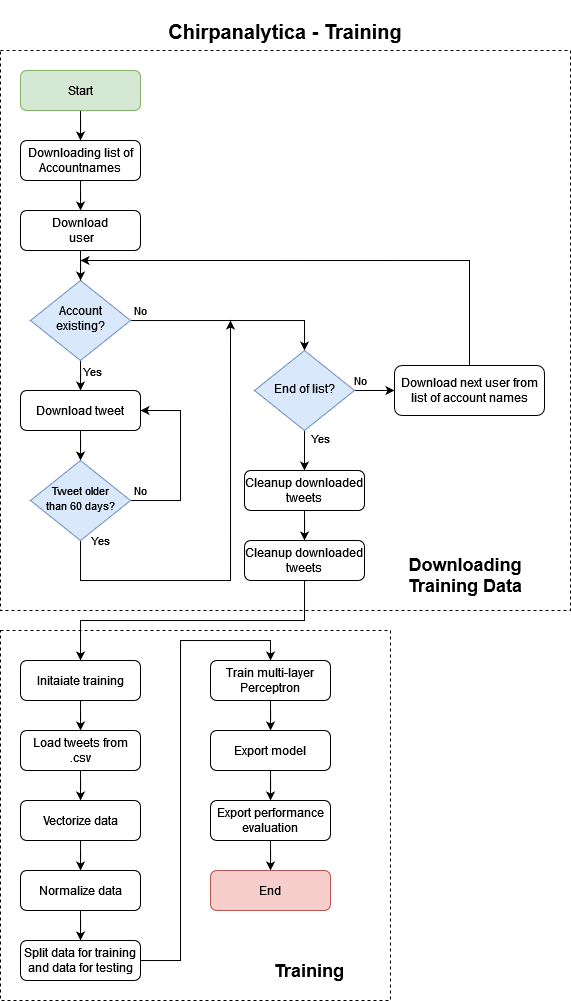 Chirpanalytica - Training
Start
Downloading list of
Accountnames
Download
user
Account
existing?
No
Yes
Download tweet
Tweet older
than 60 days?
No
Yes
End of list?
No
Download next user from
list of account names
Yes
Cleanup downloaded
tweets
Cleanup downloaded
tweets
Downloading
Training Data
Initaiate training
Load tweets from
.csv
Vectorize data
Normalize data
Split data for training
and data for testing
Train multi-layer
Perceptron
Export model
Export performance
evaluation
End
Training